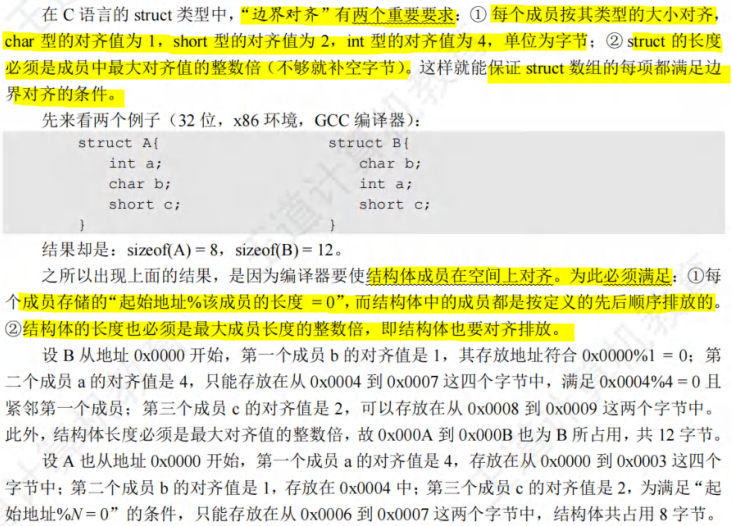 在 C 语言的 struct 类型中，“边界对齐”有两个重要要求：① 每个成员按其类型的大小对齐，
char 型的对齐值为 1，short 型的对齐值为 2，int 型的对齐值为 4，单位为字节；② struct 的长度
必须是成员中最大对齐值的整数倍（不够就补空字节）。这样就能保证 struct 数组的每项都满足边
界对齐的条件。
先来看两个例子（32 位，x86 环境，GCC 编译器）：
struct A{ struct B{
int a; char b;
char b; int a;
short c; short c;
} }
结果却是：sizeof(A) = 8，sizeof(B) = 12。
之所以出现上面的结果，是因为编译器要使结构体成员在空间上对齐。为此必须满足：①每
个成员存储的“起始地址%该成员的长度 = 0”，而结构体中的成员都是按定义的先后顺序排放的。
②结构体的长度也必须是最大成员长度的整数倍，即结构体也要对齐排放。
设 B 从地址 0x0000 开始，第一个成员 b 的对齐值是 1，其存放地址符合 0x0000%1 = 0；第
二个成员 a 的对齐值是 4，只能存放在从 0x0004 到 0x0007 这四个字节中，满足 0x0004%4 = 0 且
紧邻第一个成员；第三个成员 c 的对齐值是 2，可以存放在从 0x0008 到 0x0009 这两个字节中。
此外，结构体长度必须是最大对齐值的整数倍，故 0x000A 到 0x000B 也为 B 所占用，共 12 字节。
设 A 也从地址 0x0000 开始，第一个成员 a 的对齐值是 4，存放在从 0x0000 到 0x0003 这四个
字节中；第二个成员 b 的对齐值是 1，存放在 0x0004 中；第三个成员 c 的对齐值是 2，为满足“起
始地址%N = 0”的条件，只能存放在从 0x0006 到 0x0007 这两个字节中，结构体共占用 8 字节。